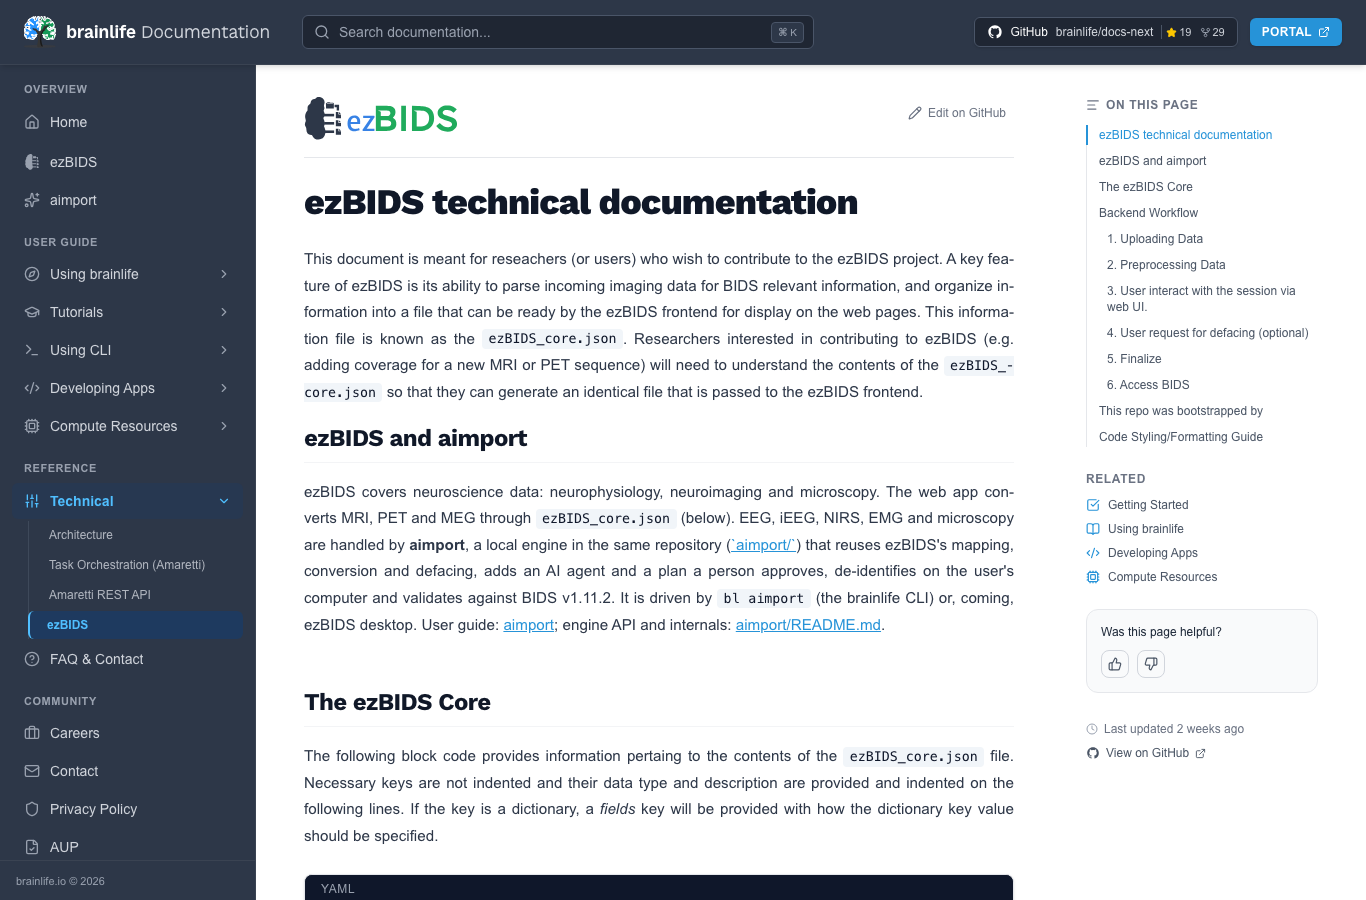 brainlife Documentation
Search documentation...
⌘ K
GitHub brainlife/docs-next 19 29
PORTAL
OVERVIEW
Home
ezBIDS
aimport
USER GUIDE
Using brainlife
Tutorials
Using CLI
Developing Apps
Compute Resources
REFERENCE
Technical
Architecture
Task Orchestration (Amaretti)
Amaretti REST API
ezBIDS
FAQ & Contact
COMMUNITY
Careers
Contact
Privacy Policy
AUP
brainlife.io © 2026
ezBIDS
Edit on GitHub
ezBIDS technical documentation
This document is meant for reseachers (or users) who wish to contribute to the ezBIDS project. A key fea-
ture of ezBIDS is its ability to parse incoming imaging data for BIDS relevant information, and organize in-
formation into a file that can be ready by the ezBIDS frontend for display on the web pages. This informa-
tion file is known as the ezBIDS_core.json. Researchers interested in contributing to ezBIDS (e.g.
adding coverage for a new MRI or PET sequence) will need to understand the contents of the ezBIDS_-
core.json so that they can generate an identical file that is passed to the ezBIDS frontend.
ezBIDS and aimport
ezBIDS covers neuroscience data: neurophysiology, neuroimaging and microscopy. The web app con-
verts MRI, PET and MEG through ezBIDS_core.json (below). EEG, iEEG, NIRS, EMG and microscopy
are handled by aimport, a local engine in the same repository (`aimport/`) that reuses ezBIDS's mapping,
conversion and defacing, adds an AI agent and a plan a person approves, de-identifies on the user's
computer and validates against BIDS v1.11.2. It is driven by bl aimport (the brainlife CLI) or, coming,
ezBIDS desktop. User guide: aimport; engine API and internals: aimport/README.md.
The ezBIDS Core
The following block code provides information pertaing to the contents of the ezBIDS_core.json file.
Necessary keys are not indented and their data type and description are provided and indented on the
following lines. If the key is a dictionary, a fields key will be provided with how the dictionary key value
should be specified.
YAML
ON THIS PAGE
ezBIDS technical documentation
ezBIDS and aimport
The ezBIDS Core
Backend Workflow
1. Uploading Data
2. Preprocessing Data
3. User interact with the session via
web UI.
4. User request for defacing (optional)
5. Finalize
6. Access BIDS
This repo was bootstrapped by
Code Styling/Formatting Guide
RELATED
Getting Started
Using brainlife
Developing Apps
Compute Resources
Was this page helpful?
Last updated 2 weeks ago
View on GitHub